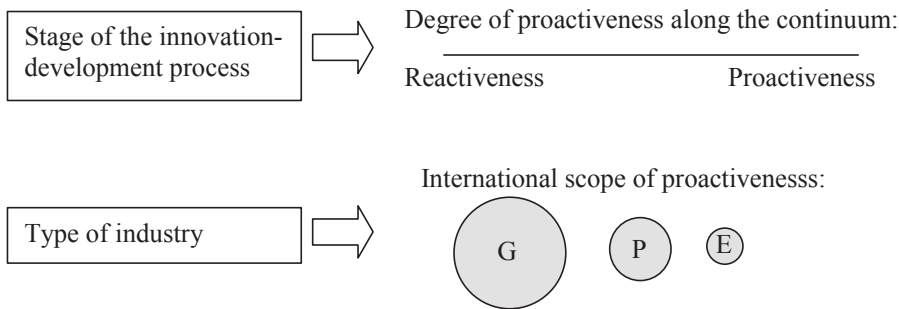 Stage of the innovation-
development process
Degree of proactiveness along the continuum:
Reactiveness Proactiveness
Type of industry
International scope of proactivenesss:
G P E